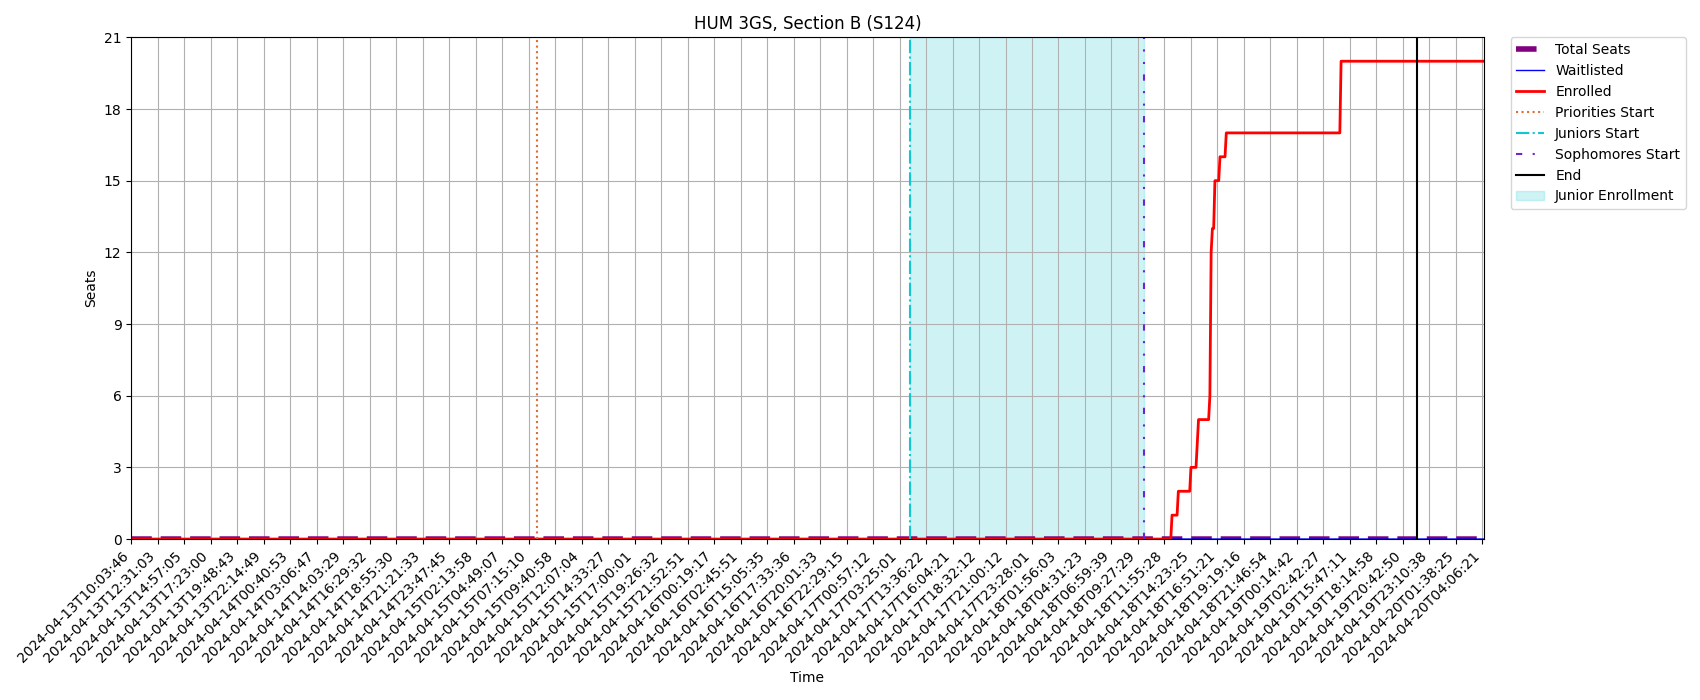 HUM 3GS, Section B (S124)
21
18
15
12
9
6
3
0
Seats
2024-04-13T10:03:46
2024-04-13T12:31:03
2024-04-13T14:57:05
2024-04-13T17:23:00
2024-04-13T19:48:43
2024-04-13T22:14:49
2024-04-14T00:40:53
2024-04-14T03:06:47
2024-04-14T14:03:29
2024-04-14T16:29:32
2024-04-14T18:55:30
2024-04-14T21:21:33
2024-04-14T23:47:45
2024-04-15T02:13:58
2024-04-15T04:49:07
2024-04-15T07:15:10
2024-04-15T09:40:58
2024-04-15T12:07:04
2024-04-15T14:33:27
2024-04-15T17:00:01
2024-04-15T19:26:32
2024-04-15T21:52:51
2024-04-16T00:19:17
2024-04-16T02:45:51
2024-04-16T15:05:35
2024-04-16T17:33:36
2024-04-16T20:01:33
2024-04-16T22:29:15
2024-04-17T00:57:12
2024-04-17T03:25:01
2024-04-17T13:36:22
2024-04-17T16:04:21
2024-04-17T18:32:12
2024-04-17T21:00:12
2024-04-17T23:28:01
2024-04-18T01:56:03
2024-04-18T04:31:23
2024-04-18T06:59:39
2024-04-18T09:27:29
2024-04-18T11:55:28
2024-04-18T14:23:25
2024-04-18T16:51:21
2024-04-18T19:19:16
2024-04-18T21:46:54
2024-04-19T00:14:42
2024-04-19T02:42:27
2024-04-19T15:47:11
2024-04-19T18:14:58
2024-04-19T20:42:50
2024-04-19T23:10:38
2024-04-20T01:38:25
2024-04-20T04:06:21
Time
Total Seats
Waitlisted
Enrolled
Priorities Start
Juniors Start
Sophomores Start
End
Junior Enrollment